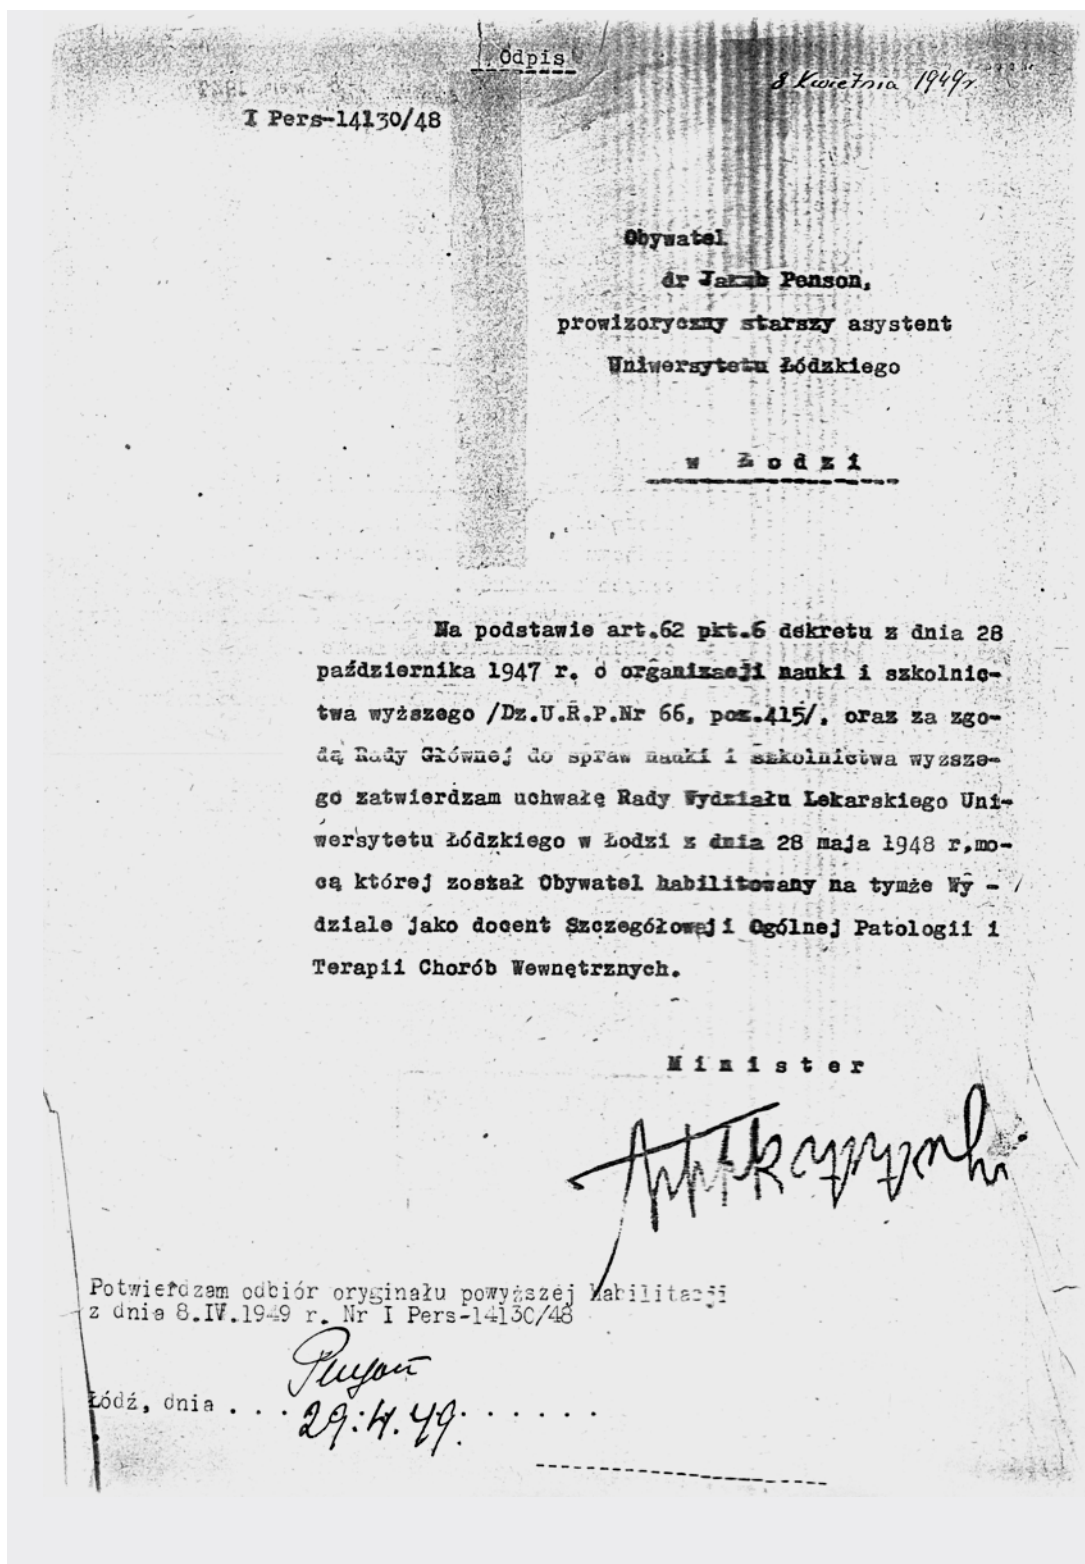 Odpis
8 Kwietnia 1949r
I Pers-14130/48
Obywatel
dr Jakub Penson,
prowizoryczny starszy asystent
Uniwersytetu Łódzkiego
w Łodzi
Na podstawie art.62 pkt.6 dekretu z dnia 28
października 1947 r. o organizacji nauki i szkolnic-
twa wyższego /Dz.U.R.P.Nr 66, poz.415/, oraz za zgo-
dą Rady Głównej do spraw nauki i szkolnictwa wyższe-
go zatwierdzam uchwałę Rady Wydziału Lekarskiego Uni-
wersytetu Łódzkiego w Łodzi z dnia 28 maja 1948 r,mo-
cą której został Obywatel habilitowany na tymże Wy -
dziale jako docent Szczegółowej i Ogólnej Patologii i
Terapii Chorób Wewnętrznych.
Minister
Potwierdzam odbiór oryginału powyższej habilitacji
z dnia 8.IV.1949 r. Nr I Pers-14130/48
Penson
Łódź, dnia . . . 29.IV.49. . . . . . .